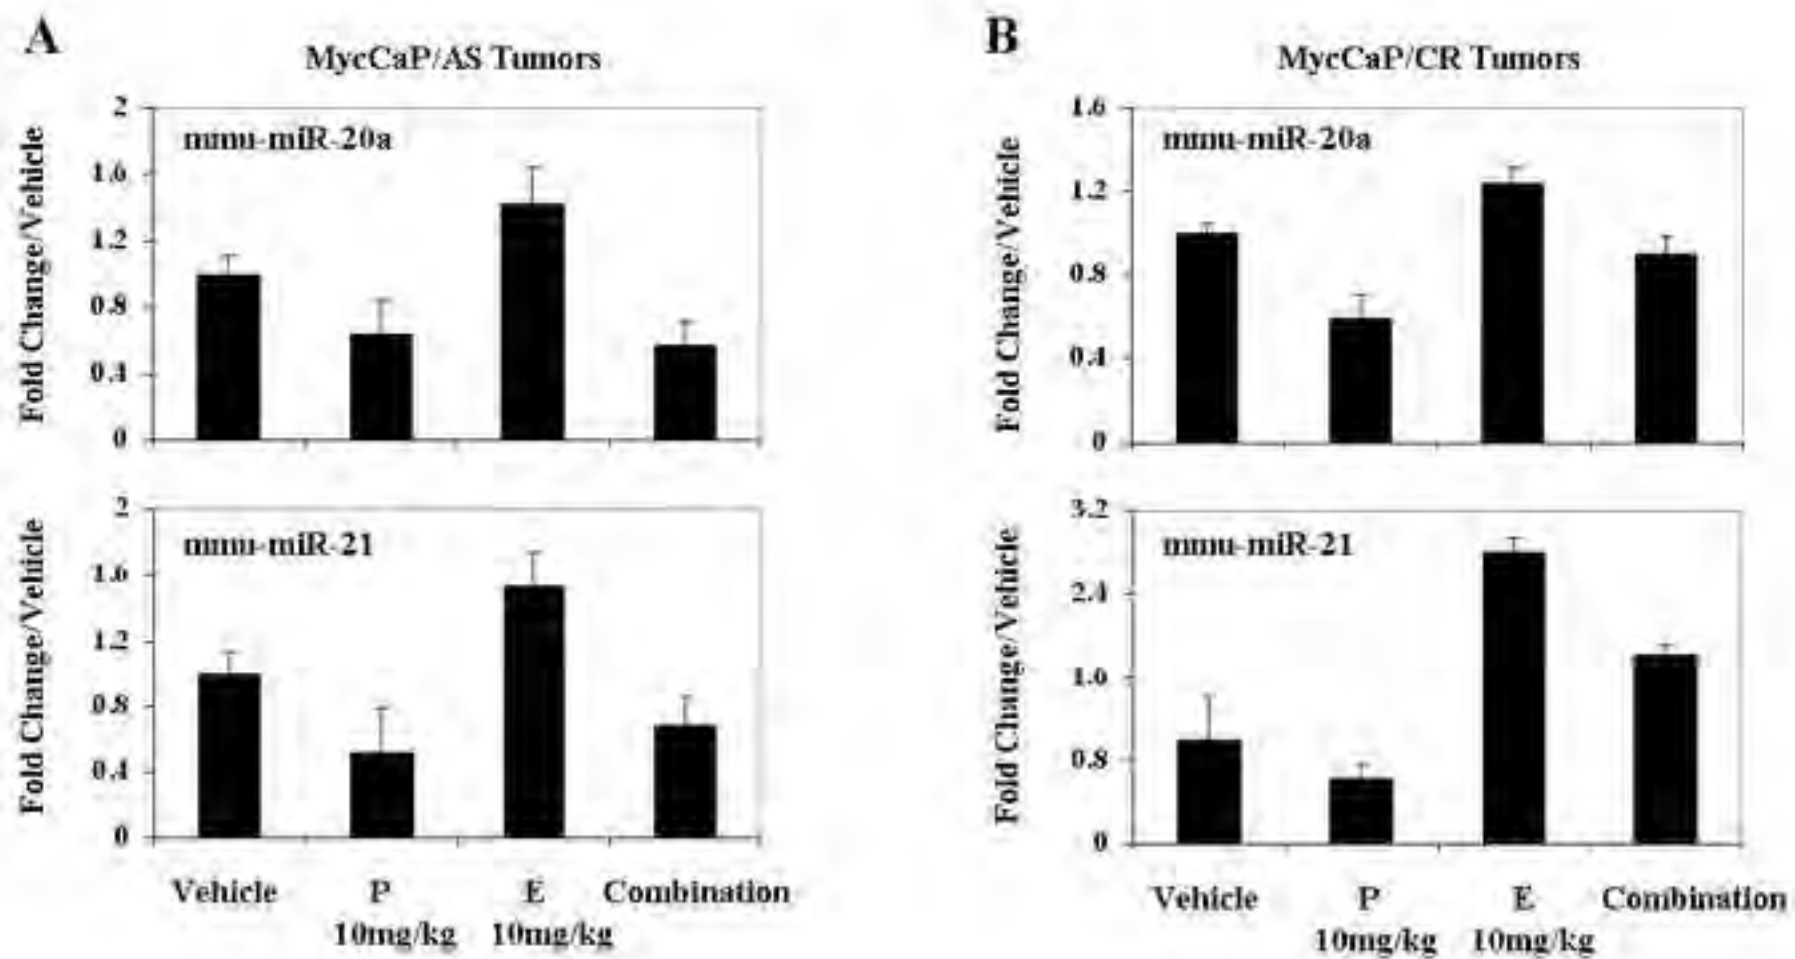 A
MycCaP/AS Tumors
mmu-miR-20a
Fold Change/Vehicle
2
1.6
1.2
0.8
0.4
0
mmu-miR-21
Fold Change/Vehicle
2
1.6
1.2
0.8
0.4
0
Vehicle P E Combination
10mg/kg 10mg/kg
B
MycCaP/CR Tumors
mmu-miR-20a
Fold Change/Vehicle
1.6
1.2
0.8
0.4
0
mmu-miR-21
Fold Change/Vehicle
3.2
2.4
1.6
0.8
0
Vehicle P E Combination
10mg/kg 10mg/kg